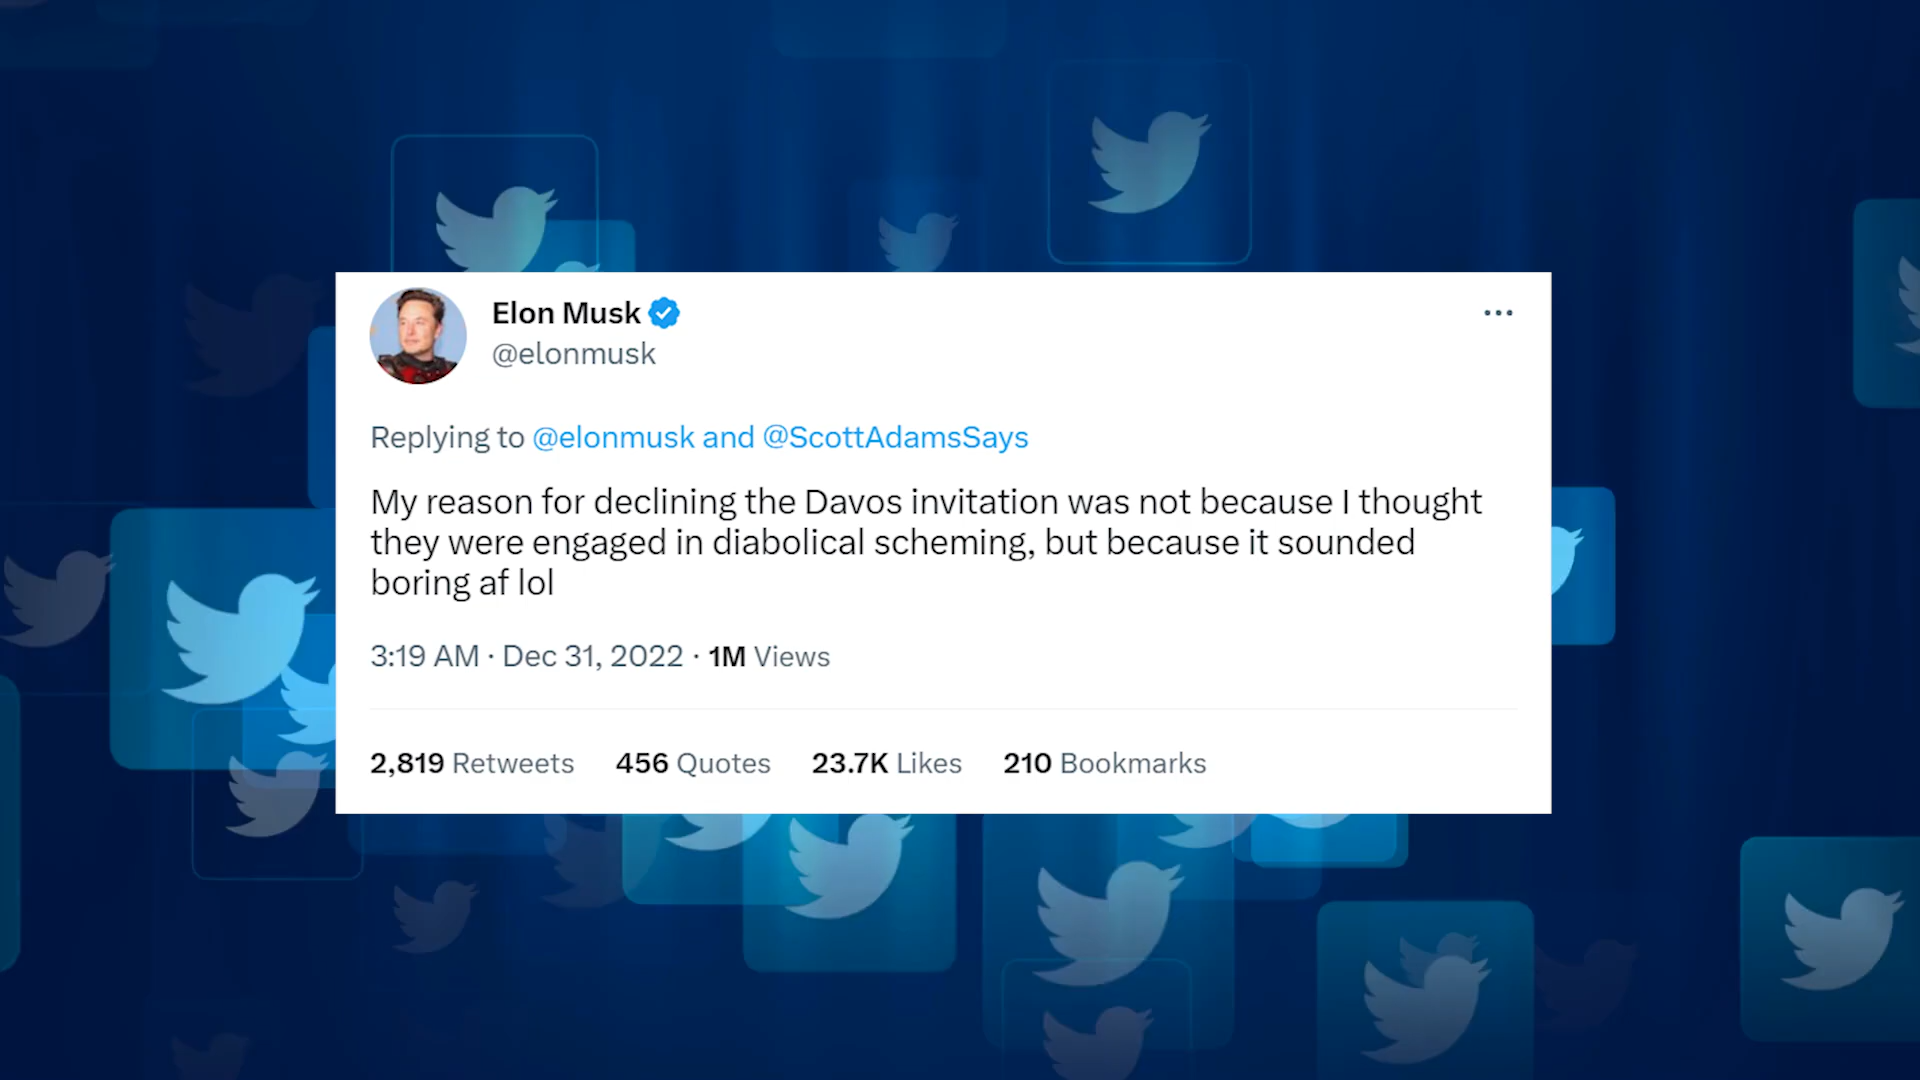 Elon Musk
@elonmusk
Replying to @elonmusk and @ScottAdamsSays
My reason for declining the Davos invitation was not because I thought
they were engaged in diabolical scheming, but because it sounded
boring af lol
3:19 AM · Dec 31, 2022 · 1M Views
2,819 Retweets 456 Quotes 23.7K Likes 210 Bookmarks